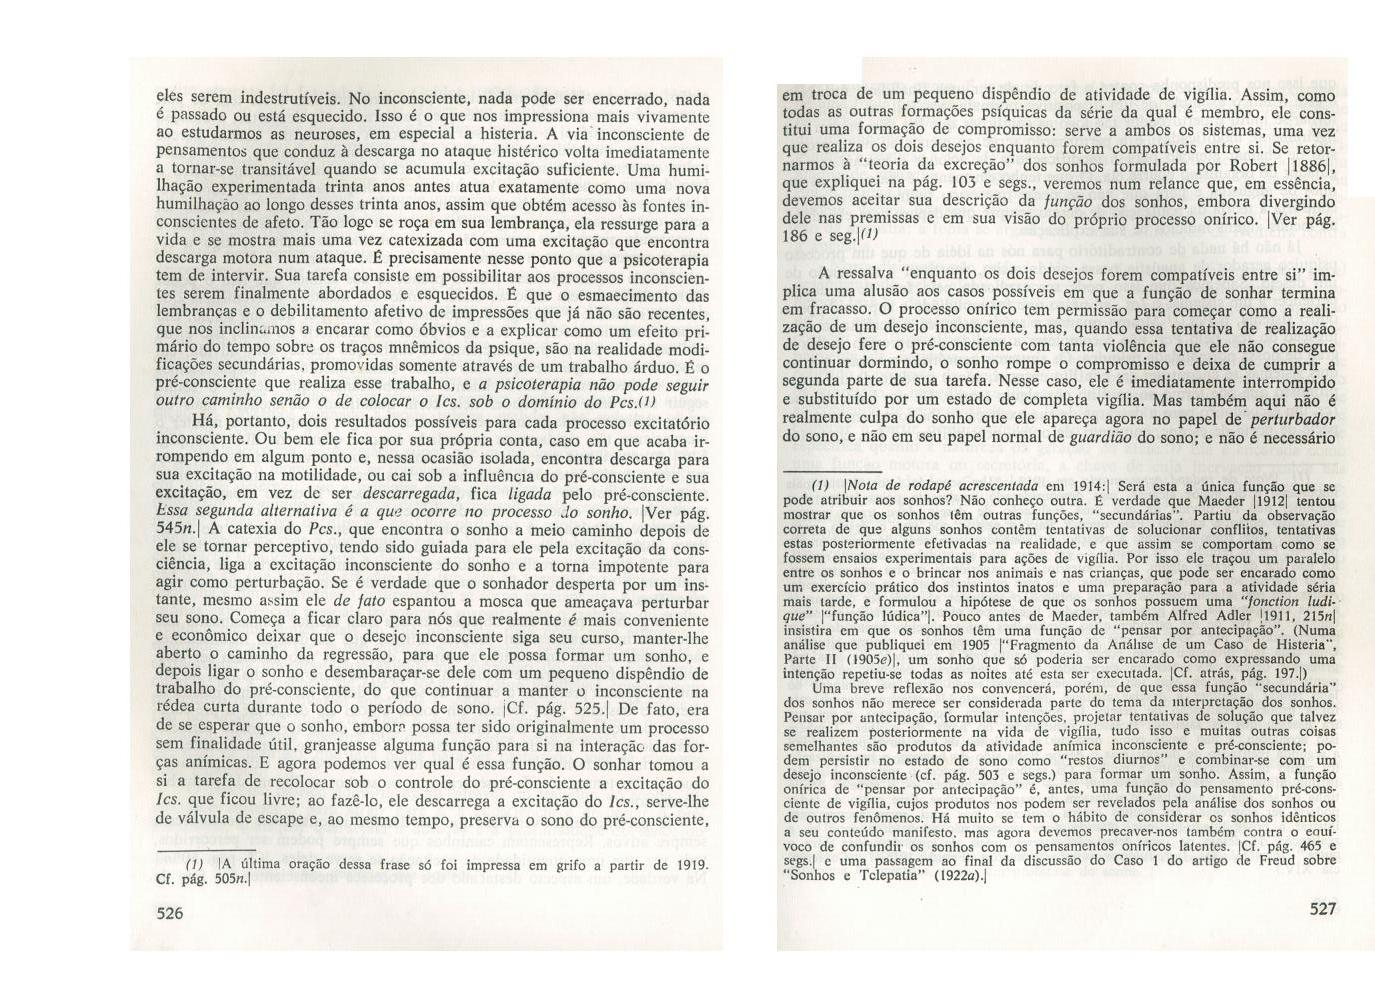 eles serem indestrutíveis. No inconsciente, nada pode ser encerrado, nada
é passado ou está esquecido. Isso é o que nos impressiona mais vivamente
ao estudarmos as neuroses, em especial a histeria. A via inconsciente de
pensamentos que conduz à descarga no ataque histérico volta imediatamente
a tornar-se transitável quando se acumula excitação suficiente. Uma humi-
lhação experimentada trinta anos antes atua exatamente como uma nova
humilhação ao longo desses trinta anos, assim que obtém acesso às fontes in-
conscientes de afeto. Tão logo se roça em sua lembrança, ela ressurge para a
vida e se mostra mais uma vez catexizada com uma excitação que encontra
descarga motora num ataque. É precisamente nesse ponto que a psicoterapia
tem de intervir. Sua tarefa consiste em possibilitar aos processos inconscien-
tes serem finalmente abordados e esquecidos. É que o esmaecimento das
lembranças e o debilitamento afetivo de impressões que já não são recentes,
que nos inclinamos a encarar como óbvios e a explicar como um efeito pri-
mário do tempo sobre os traços mnêmicos da psique, são na realidade modi-
ficações secundárias, promovidas somente através de um trabalho árduo. É o
pré-consciente que realiza esse trabalho, e a psicoterapia não pode seguir
outro caminho senão o de colocar o Ics. sob o domínio do Pcs.(1)
Há, portanto, dois resultados possíveis para cada processo excitatório
inconsciente. Ou bem ele fica por sua própria conta, caso em que acaba ir-
rompendo em algum ponto e, nessa ocasião isolada, encontra descarga para
sua excitação na motilidade, ou cai sob a influência do pré-consciente e sua
excitação, em vez de ser descarregada, fica ligada pelo pré-consciente.
Essa segunda alternativa é a que ocorre no processo do sonho. |Ver pág.
545n.| A catexia do Pcs., que encontra o sonho a meio caminho depois de
ele se tornar perceptivo, tendo sido guiada para ele pela excitação da cons-
ciência, liga a excitação inconsciente do sonho e a torna impotente para
agir como perturbação. Se é verdade que o sonhador desperta por um ins-
tante, mesmo assim ele de fato espantou a mosca que ameaçava perturbar
seu sono. Começa a ficar claro para nós que realmente é mais conveniente
e econômico deixar que o desejo inconsciente siga seu curso, manter-lhe
aberto o caminho da regressão, para que ele possa formar um sonho, e
depois ligar o sonho e desembaraçar-se dele com um pequeno dispêndio de
trabalho do pré-consciente, do que continuar a manter o inconsciente na
rédea curta durante todo o período de sono. |Cf. pág. 525.| De fato, era
de se esperar que o sonho, embora possa ter sido originalmente um processo
sem finalidade útil, granjeasse alguma função para si na interação das for-
ças anímicas. E agora podemos ver qual é essa função. O sonhar tomou a
si a tarefa de recolocar sob o controle do pré-consciente a excitação do
Ics. que ficou livre; ao fazê-lo, ele descarrega a excitação do Ics., serve-lhe
de válvula de escape e, ao mesmo tempo, preserva o sono do pré-consciente,
(1) |A última oração dessa frase só foi impressa em grifo a partir de 1919.
Cf. pág. 505n.|
526
em troca de um pequeno dispêndio de atividade de vigília. Assim, como
todas as outras formações psíquicas da série da qual é membro, ele cons-
titui uma formação de compromisso: serve a ambos os sistemas, uma vez
que realiza os dois desejos enquanto forem compatíveis entre si. Se retor-
narmos à "teoria da excreção" dos sonhos formulada por Robert |1886|,
que expliquei na pág. 103 e segs., veremos num relance que, em essência,
devemos aceitar sua descrição da função dos sonhos, embora divergindo
dele nas premissas e em sua visão do próprio processo onírico. |Ver pág.
186 e seg.|(1)
A ressalva "enquanto os dois desejos forem compatíveis entre si" im-
plica uma alusão aos casos possíveis em que a função de sonhar termina
em fracasso. O processo onírico tem permissão para começar como a reali-
zação de um desejo inconsciente, mas, quando essa tentativa de realização
de desejo fere o pré-consciente com tanta violência que ele não consegue
continuar dormindo, o sonho rompe o compromisso e deixa de cumprir a
segunda parte de sua tarefa. Nesse caso, ele é imediatamente interrompido
e substituído por um estado de completa vigília. Mas também aqui não é
realmente culpa do sonho que ele apareça agora no papel de perturbador
do sono, e não em seu papel normal de guardião do sono; e não é necessário
(1) |Nota de rodapé acrescentada em 1914:| Será esta a única função que se
pode atribuir aos sonhos? Não conheço outra. É verdade que Maeder |1912| tentou
mostrar que os sonhos têm outras funções, "secundárias". Partiu da observação
correta de que alguns sonhos contêm tentativas de solucionar conflitos, tentativas
estas posteriormente efetivadas na realidade, e que assim se comportam como se
fossem ensaios experimentais para ações de vigília. Por isso ele traçou um paralelo
entre os sonhos e o brincar nos animais e nas crianças, que pode ser encarado como
um exercício prático dos instintos inatos e uma preparação para a atividade séria
mais tarde, e formulou a hipótese de que os sonhos possuem uma "fonction ludi-
que" |"função lúdica"|. Pouco antes de Maeder, também Alfred Adler |1911, 215n|
insistira em que os sonhos têm uma função de "pensar por antecipação". (Numa
análise que publiquei em 1905 |"Fragmento da Análise de um Caso de Histeria",
Parte II (1905e)|, um sonho que só poderia ser encarado como expressando uma
intenção repetiu-se todas as noites até esta ser executada. |Cf. atrás, pág. 197.|)
Uma breve reflexão nos convencerá, porém, de que essa função "secundária"
dos sonhos não merece ser considerada parte do tema da interpretação dos sonhos.
Pensar por antecipação, formular intenções, projetar tentativas de solução que talvez
se realizem posteriormente na vida de vigília, tudo isso e muitas outras coisas
semelhantes são produtos da atividade anímica inconsciente e pré-consciente; po-
dem persistir no estado de sono como "restos diurnos" e combinar-se com um
desejo inconsciente (cf. pág. 503 e segs.) para formar um sonho. Assim, a função
onírica de "pensar por antecipação" é, antes, uma função do pensamento pré-cons-
ciente de vigília, cujos produtos nos podem ser revelados pela análise dos sonhos ou
de outros fenômenos. Há muito se tem o hábito de considerar os sonhos idênticos
a seu conteúdo manifesto, mas agora devemos precaver-nos também contra o equí-
voco de confundir os sonhos com os pensamentos oníricos latentes. |Cf. pág. 465 e
segs.| e uma passagem ao final da discussão do Caso 1 do artigo de Freud sobre
"Sonhos e Telepatia" (1922a).|
527